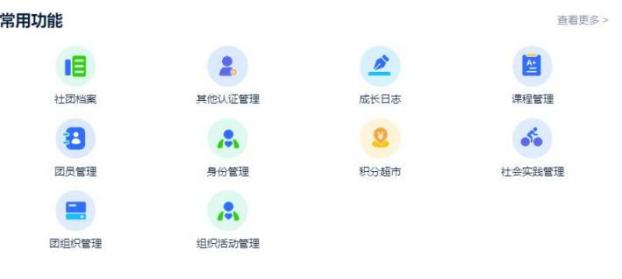 常用功能
查看更多 >
社团档案
其他认证管理
成长日志
课程管理
团员管理
身份管理
积分超市
社会实践管理
团组织管理
组织活动管理